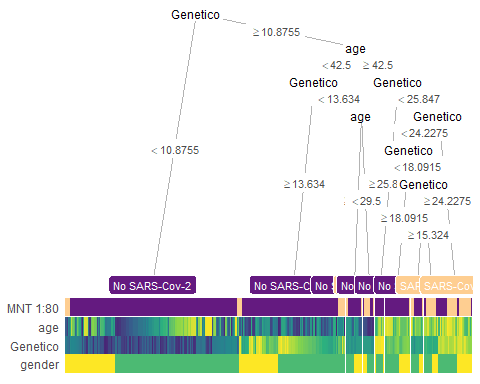 Genetico
≥ 10.8755
age
< 42.5 ≥ 42.5
Genetico Genetico
< 13.634 < 25.847
age Genetico
< 24.2275
< 10.8755 Genetico
< 18.0915
≥ 13.634 ≥ 25.8 Genetico
< 29.5 ≥ 24.2275
≥ 18.0915
≥ 15.324
No SARS-Cov-2 No SARS-C No No No No SAR SARS-Cov
MNT 1:80
age
Genetico
gender